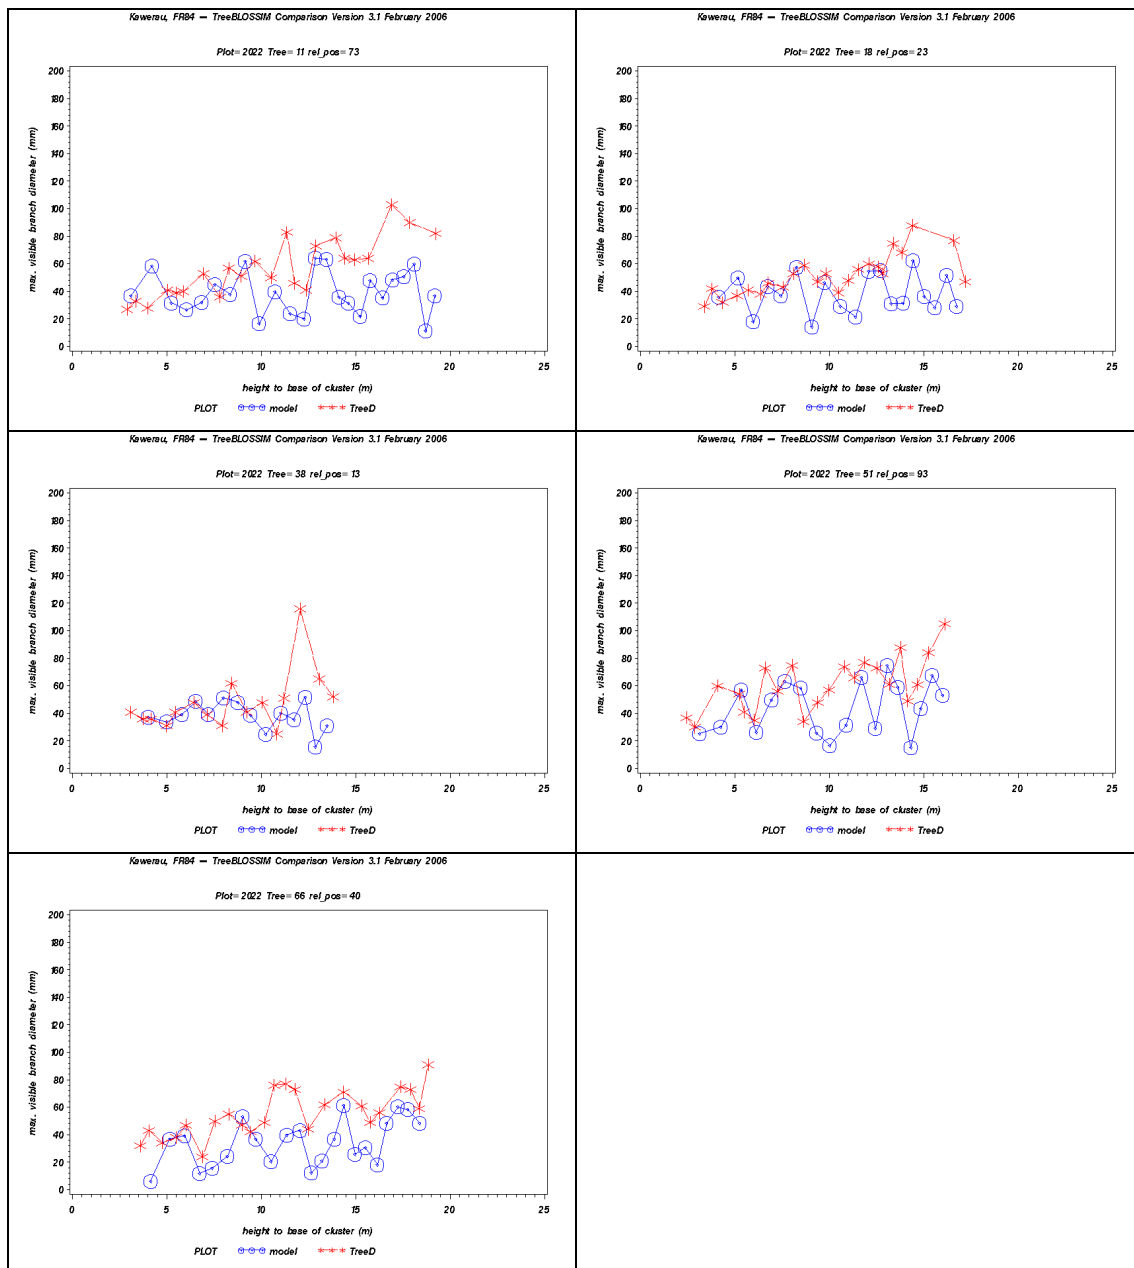 Kawerau, FR84 — TreeBLOSSIM Comparison Version 3.1 February 2006
Plot= 2022 Tree= 11 rel_pos= 73
max. visible branch diameter (mm)
200
180
160
140
120
100
80
60
40
20
0
0 5 10 15 20 25
height to base of cluster (m)
PLOT model TreeD
Kawerau, FR84 — TreeBLOSSIM Comparison Version 3.1 February 2006
Plot= 2022 Tree= 18 rel_pos= 23
max. visible branch diameter (mm)
200
180
160
140
120
100
80
60
40
20
0
0 5 10 15 20 25
height to base of cluster (m)
PLOT model TreeD
Kawerau, FR84 — TreeBLOSSIM Comparison Version 3.1 February 2006
Plot= 2022 Tree= 38 rel_pos= 13
max. visible branch diameter (mm)
200
180
160
140
120
100
80
60
40
20
0
0 5 10 15 20 25
height to base of cluster (m)
PLOT model TreeD
Kawerau, FR84 — TreeBLOSSIM Comparison Version 3.1 February 2006
Plot= 2022 Tree= 51 rel_pos= 93
max. visible branch diameter (mm)
200
180
160
140
120
100
80
60
40
20
0
0 5 10 15 20 25
height to base of cluster (m)
PLOT model TreeD
Kawerau, FR84 — TreeBLOSSIM Comparison Version 3.1 February 2006
Plot= 2022 Tree= 66 rel_pos= 40
max. visible branch diameter (mm)
200
180
160
140
120
100
80
60
40
20
0
0 5 10 15 20 25
height to base of cluster (m)
PLOT model TreeD